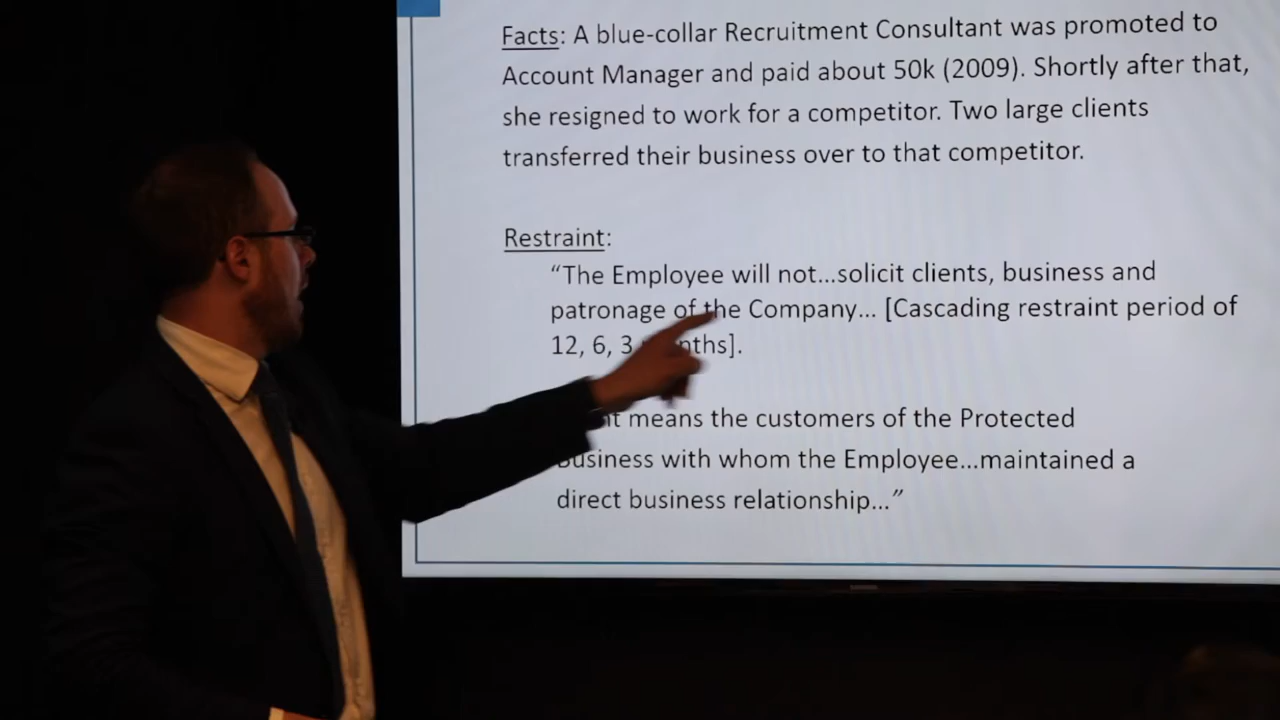 Facts: A blue-collar Recruitment Consultant was promoted to
Account Manager and paid about 50k (2009). Shortly after that,
she resigned to work for a competitor. Two large clients
transferred their business over to that competitor.
Restraint:
“The Employee will not...solicit clients, business and
patronage of the Company... [Cascading restraint period of
12, 6, 3 months].
means the customers of the Protected
Business with whom the Employee...maintained a
direct business relationship...”